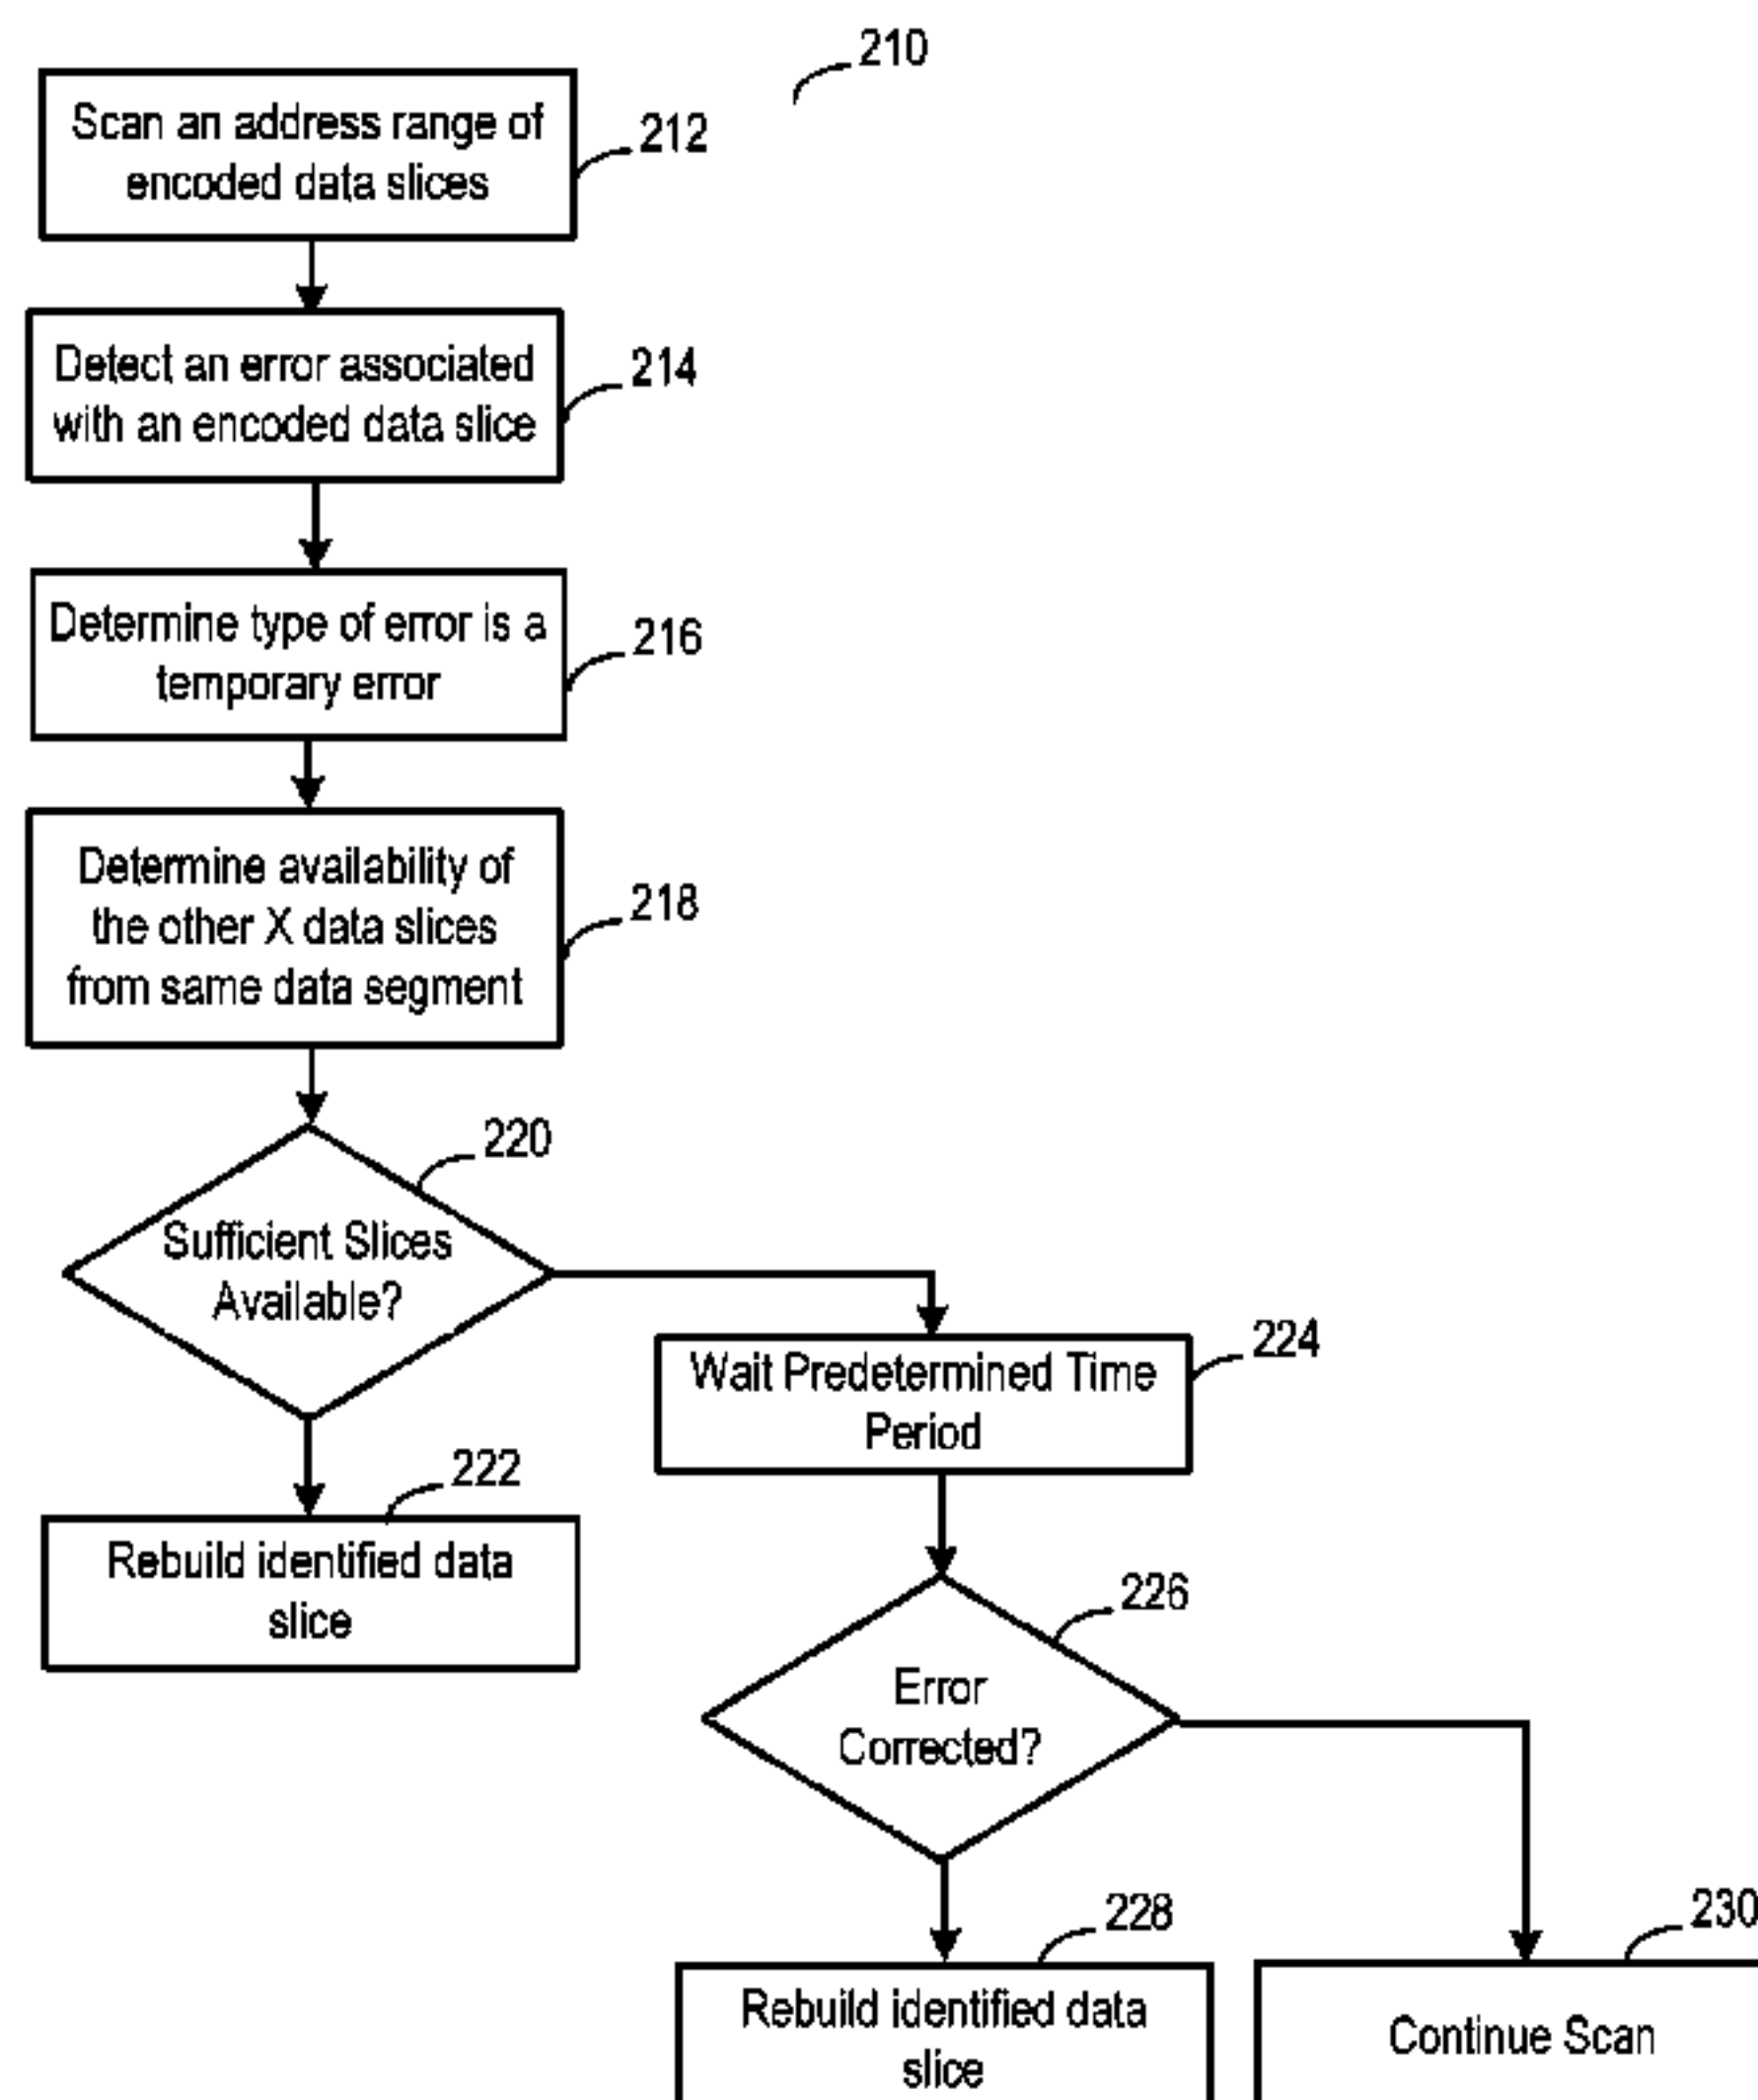 210
Scan an address range of
encoded data slices
212
Detect an error associated
with an encoded data slice
214
Determine type of error is a
temporary error
216
Determine availability of
the other X data slices
from same data segment
218
220
Sufficient Slices
Available?
224
Wait Predetermined Time
Period
222
Rebuild identified data
slice
226
Error
Corrected?
228
Rebuild identified data
slice
230
Continue Scan